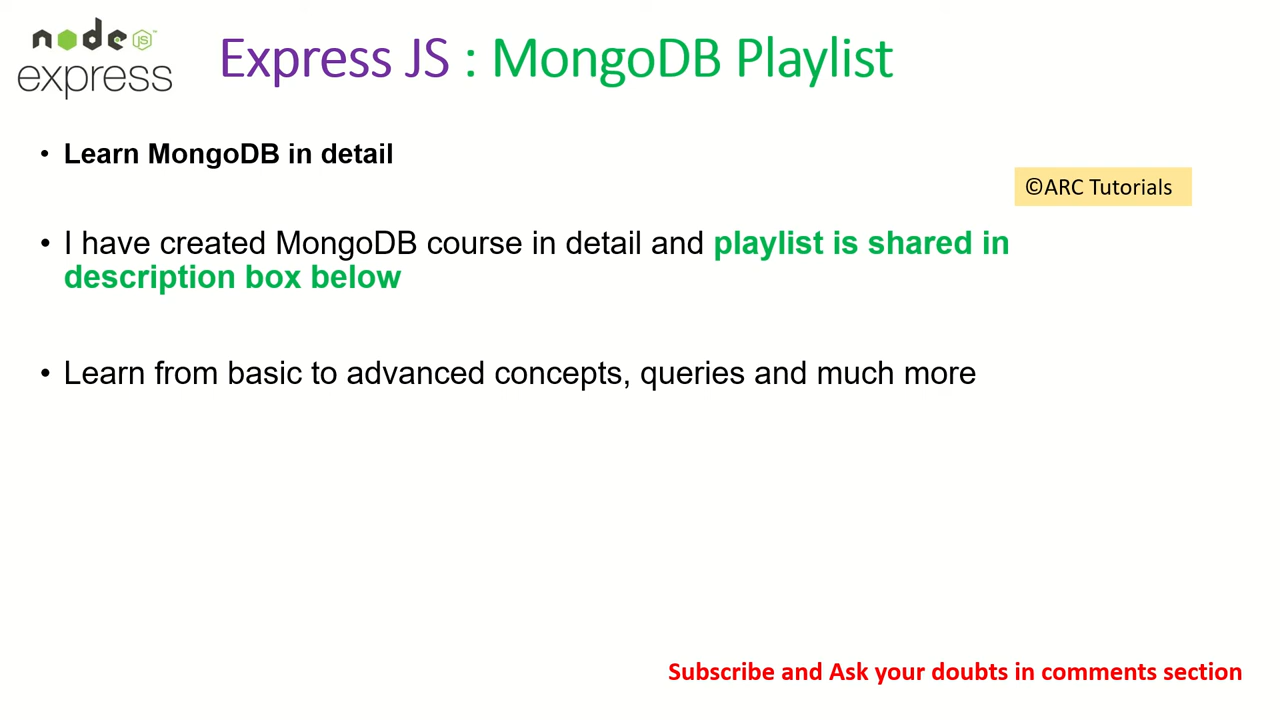 node JS
express
Express JS : MongoDB Playlist
• Learn MongoDB in detail
©ARC Tutorials
• I have created MongoDB course in detail and playlist is shared in
description box below
• Learn from basic to advanced concepts, queries and much more
Subscribe and Ask your doubts in comments section